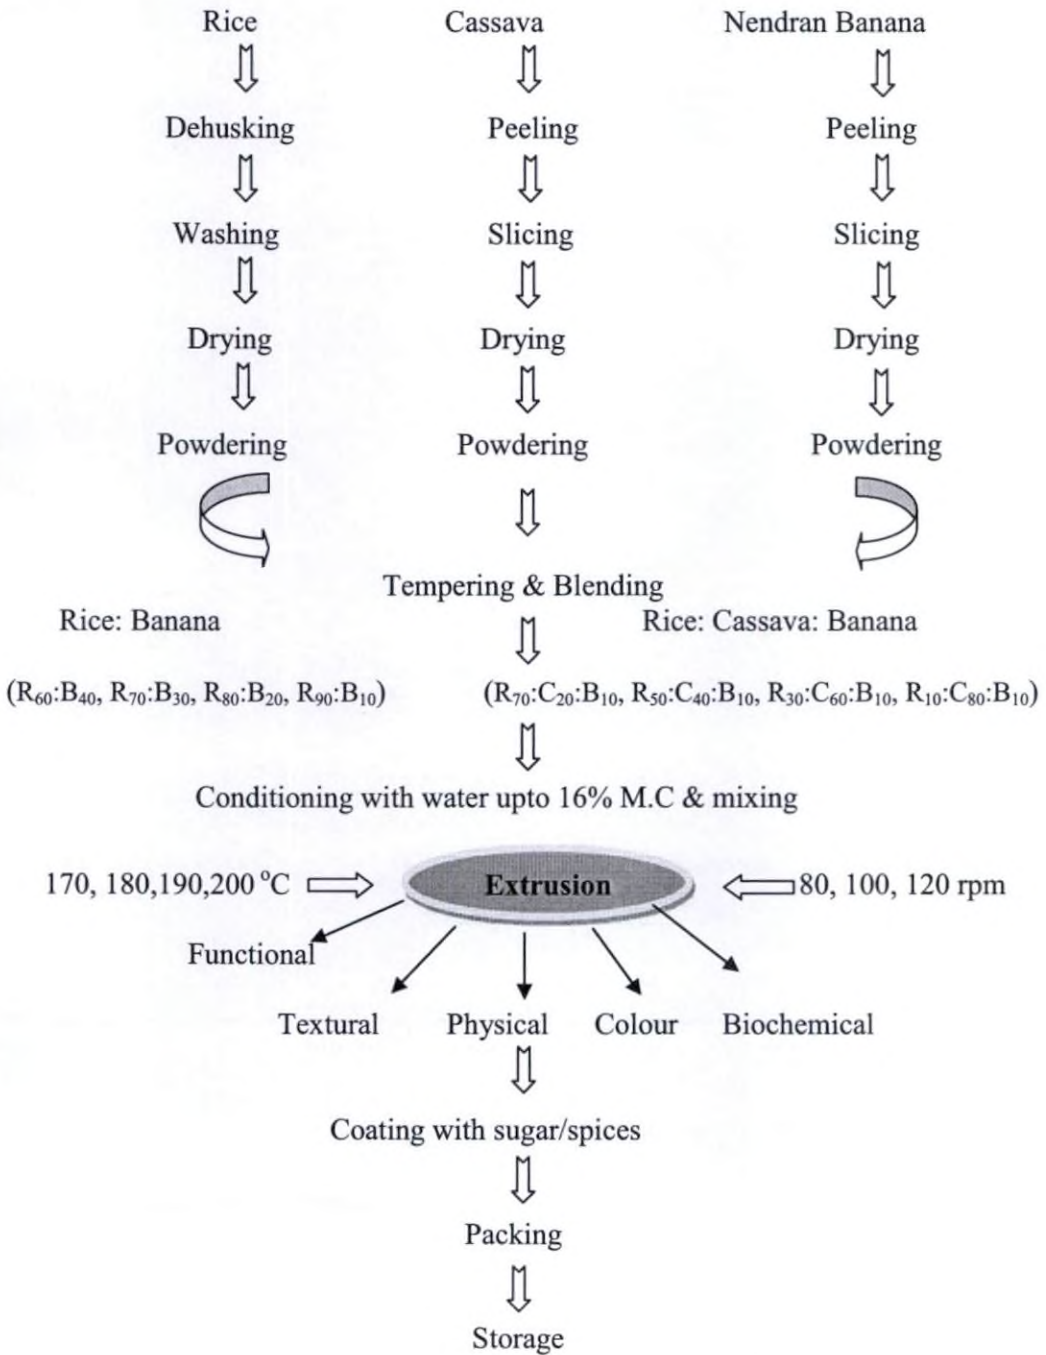 Rice Cassava Nendran Banana
Dehusking Peeling Peeling
Washing Slicing Slicing
Drying Drying Drying
Powdering Powdering Powdering
Tempering & Blending
Rice: Banana Rice: Cassava: Banana
(R60:B40, R70:B30, R80:B20, R90:B10) (R70:C20:B10, R50:C40:B10, R30:C60:B10, R10:C80:B10)
Conditioning with water upto 16% M.C & mixing
170, 180,190,200 °C Extrusion 80, 100, 120 rpm
Functional
Textural Physical Colour Biochemical
Coating with sugar/spices
Packing
Storage